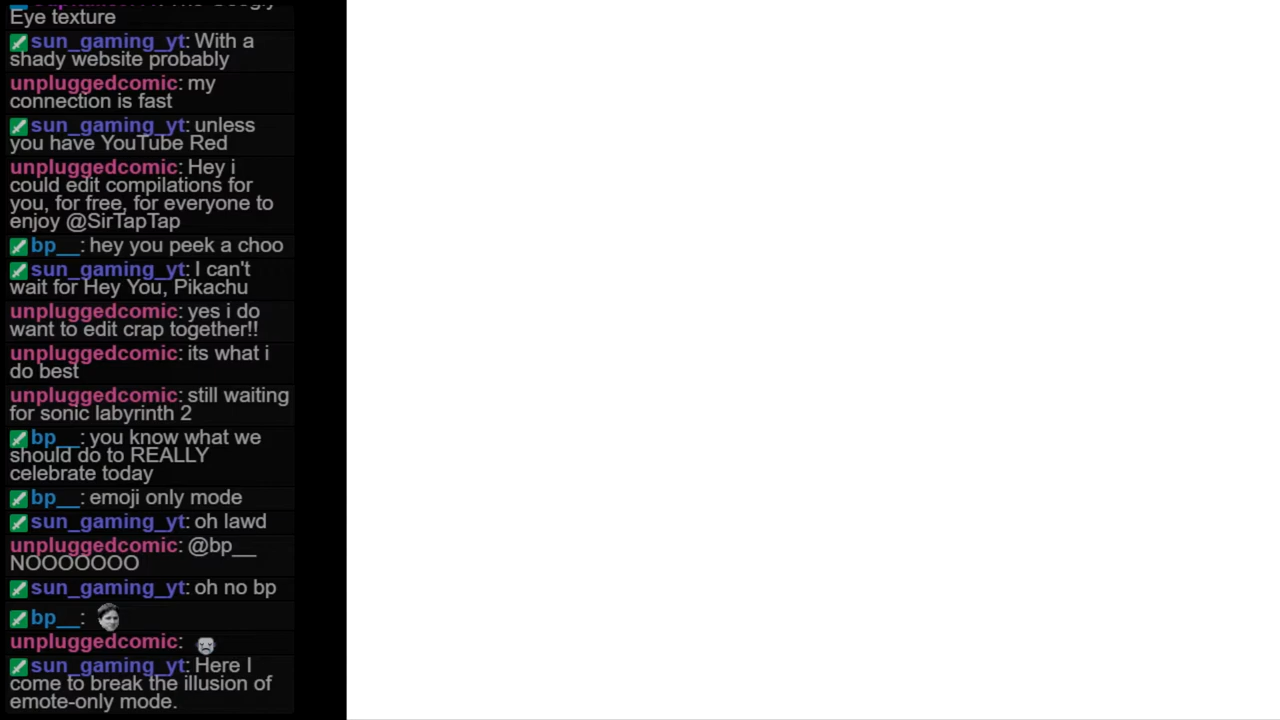 Eye texture
sun_gaming_yt: With a
shady website probably
unpluggedcomic: my
connection is fast
sun_gaming_yt: unless
you have YouTube Red
unpluggedcomic: Hey i
could edit compilations for
you, for free, for everyone to
enjoy @SirTapTap
bp__: hey you peek a choo
sun_gaming_yt: I can't
wait for Hey You, Pikachu
unpluggedcomic: yes i do
want to edit crap together!!
unpluggedcomic: its what i
do best
unpluggedcomic: still waiting
for sonic labyrinth 2
bp__: you know what we
should do to REALLY
celebrate today
bp__: emoji only mode
sun_gaming_yt: oh lawd
unpluggedcomic: @bp__
NOOOOOOO
sun_gaming_yt: oh no bp
bp__:
unpluggedcomic:
sun_gaming_yt: Here I
come to break the illusion of
emote-only mode.